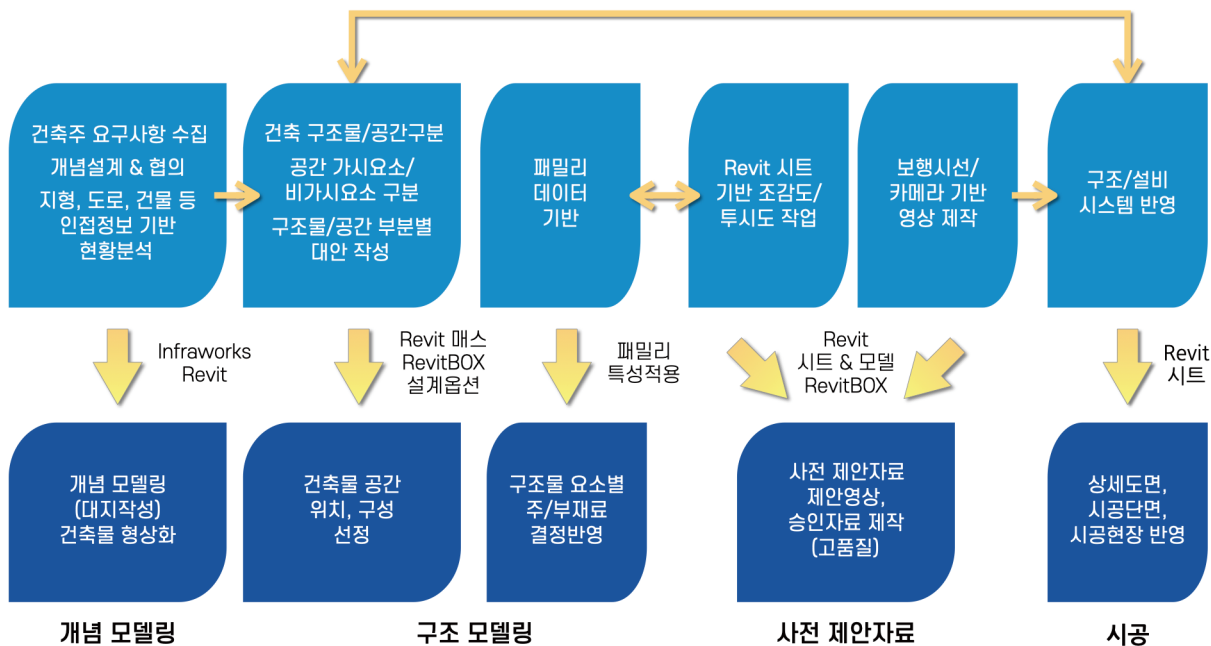 건축주 요구사항 수집
개념설계 & 협의
지형, 도로, 건물 등
인접정보 기반
현황분석
건축 구조물/공간구분
공간 가시요소/
비가시요소 구분
구조물/공간 부분별
대안 작성
패밀리
데이터
기반
Revit 시트
기반 조감도/
투시도 작업
보행시선/
카메라 기반
영상 제작
구조/설비
시스템 반영
Infraworks
Revit
Revit 매스
RevitBOX
설계옵션
패밀리
특성적용
Revit
시트 & 모델
RevitBOX
Revit
시트
개념 모델링
(대지작성)
건축물 형상화
건축물 공간
위치, 구성
선정
구조물 요소별
주/부재료
결정반영
사전 제안자료
제안영상,
승인자료 제작
(고품질)
상세도면,
시공단면,
시공현장 반영
개념 모델링
구조 모델링
사전 제안자료
시공